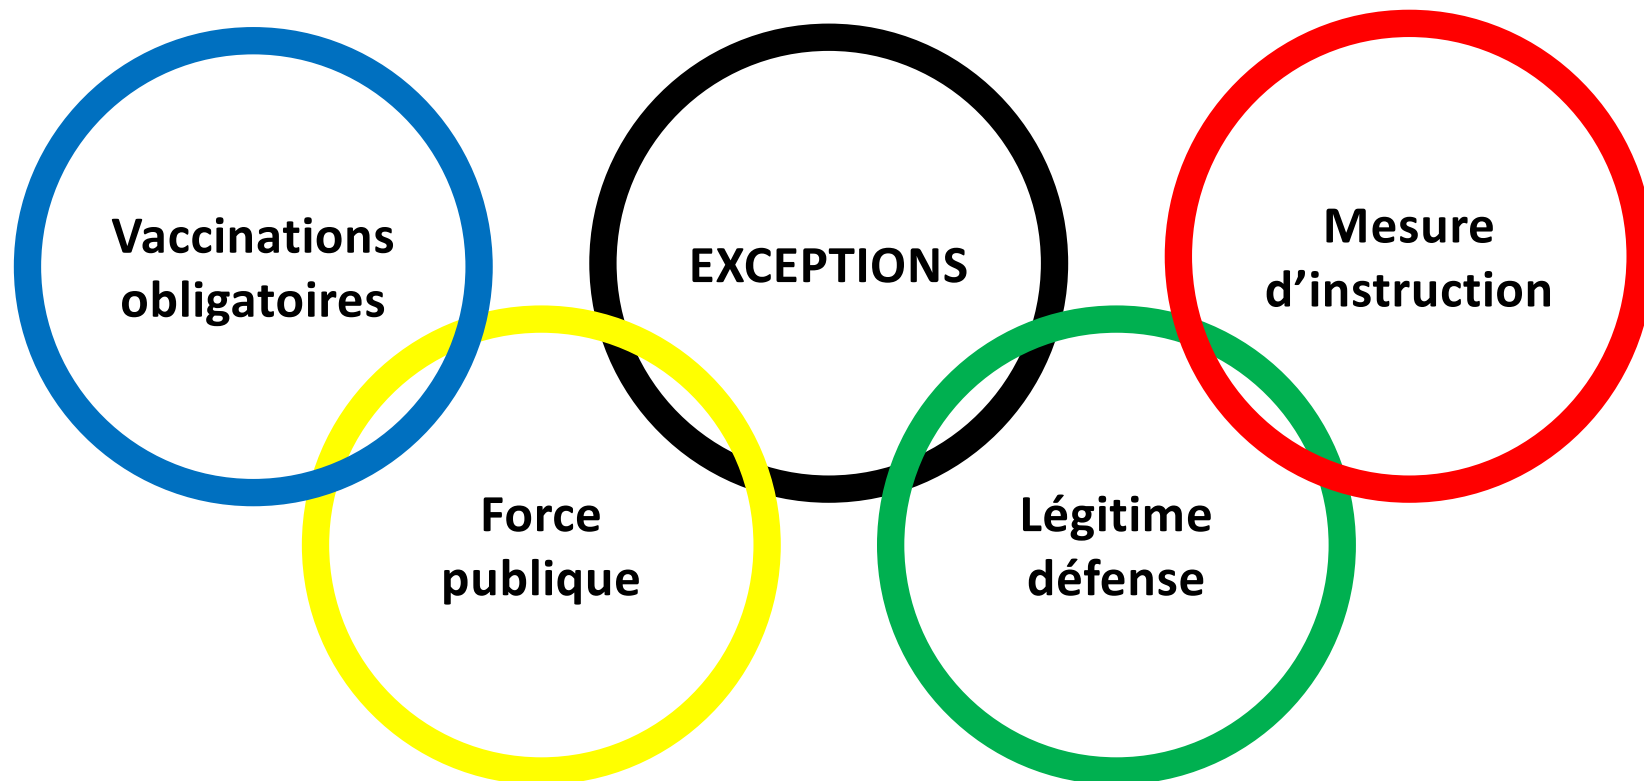 Vaccinations
obligatoires
EXCEPTIONS
Mesure
d’instruction
Force
publique
Légitime
défense